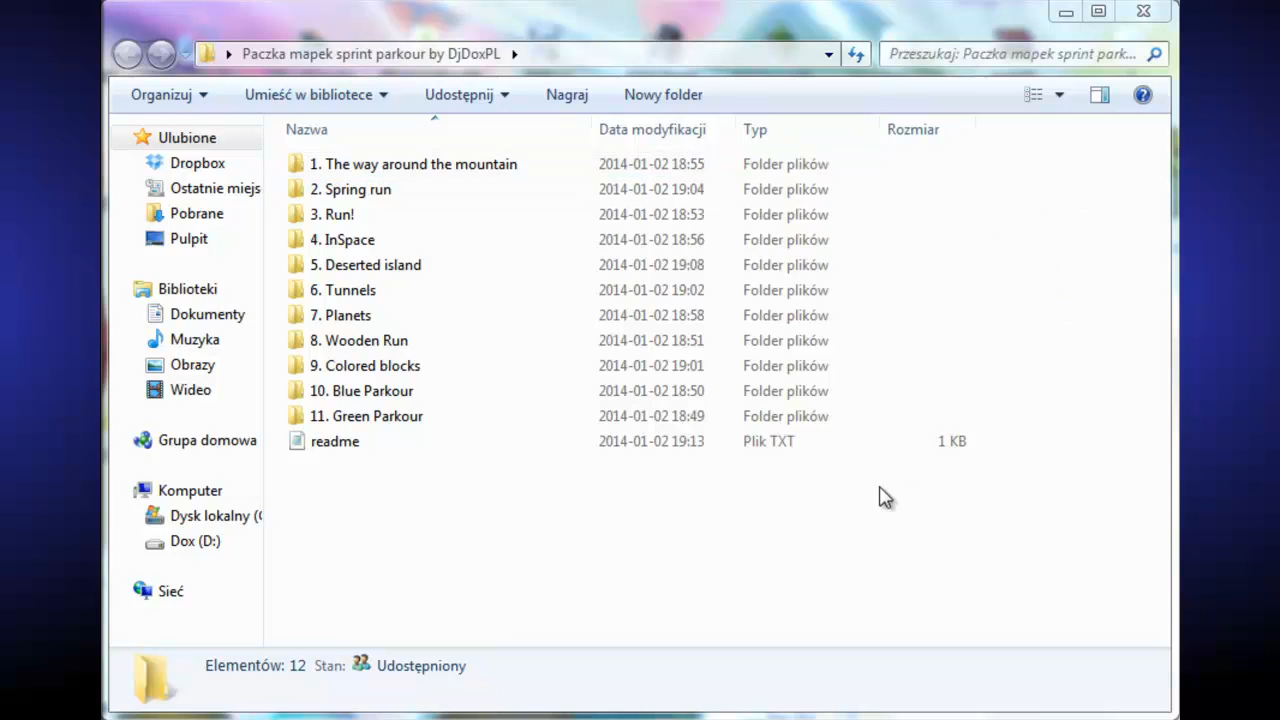 Paczka mapek sprint parkour by DjDoxPL
Przeszukaj: Paczka mapek sprint park...
Organizuj Umieść w bibliotece Udostępnij Nagraj Nowy folder
Nazwa Data modyfikacji Typ Rozmiar
Ulubione
Dropbox
Ostatnie miejs
Pobrane
Pulpit
Biblioteki
Dokumenty
Muzyka
Obrazy
Wideo
Grupa domowa
Komputer
Dysk lokalny (C
Dox (D:)
Sieć
1. The way around the mountain 2014-01-02 18:55 Folder plików
2. Spring run 2014-01-02 19:04 Folder plików
3. Run! 2014-01-02 18:53 Folder plików
4. InSpace 2014-01-02 18:56 Folder plików
5. Deserted island 2014-01-02 19:08 Folder plików
6. Tunnels 2014-01-02 19:02 Folder plików
7. Planets 2014-01-02 18:58 Folder plików
8. Wooden Run 2014-01-02 18:51 Folder plików
9. Colored blocks 2014-01-02 19:01 Folder plików
10. Blue Parkour 2014-01-02 18:50 Folder plików
11. Green Parkour 2014-01-02 18:49 Folder plików
readme 2014-01-02 19:13 Plik TXT 1 KB
Elementów: 12 Stan: Udostępniony